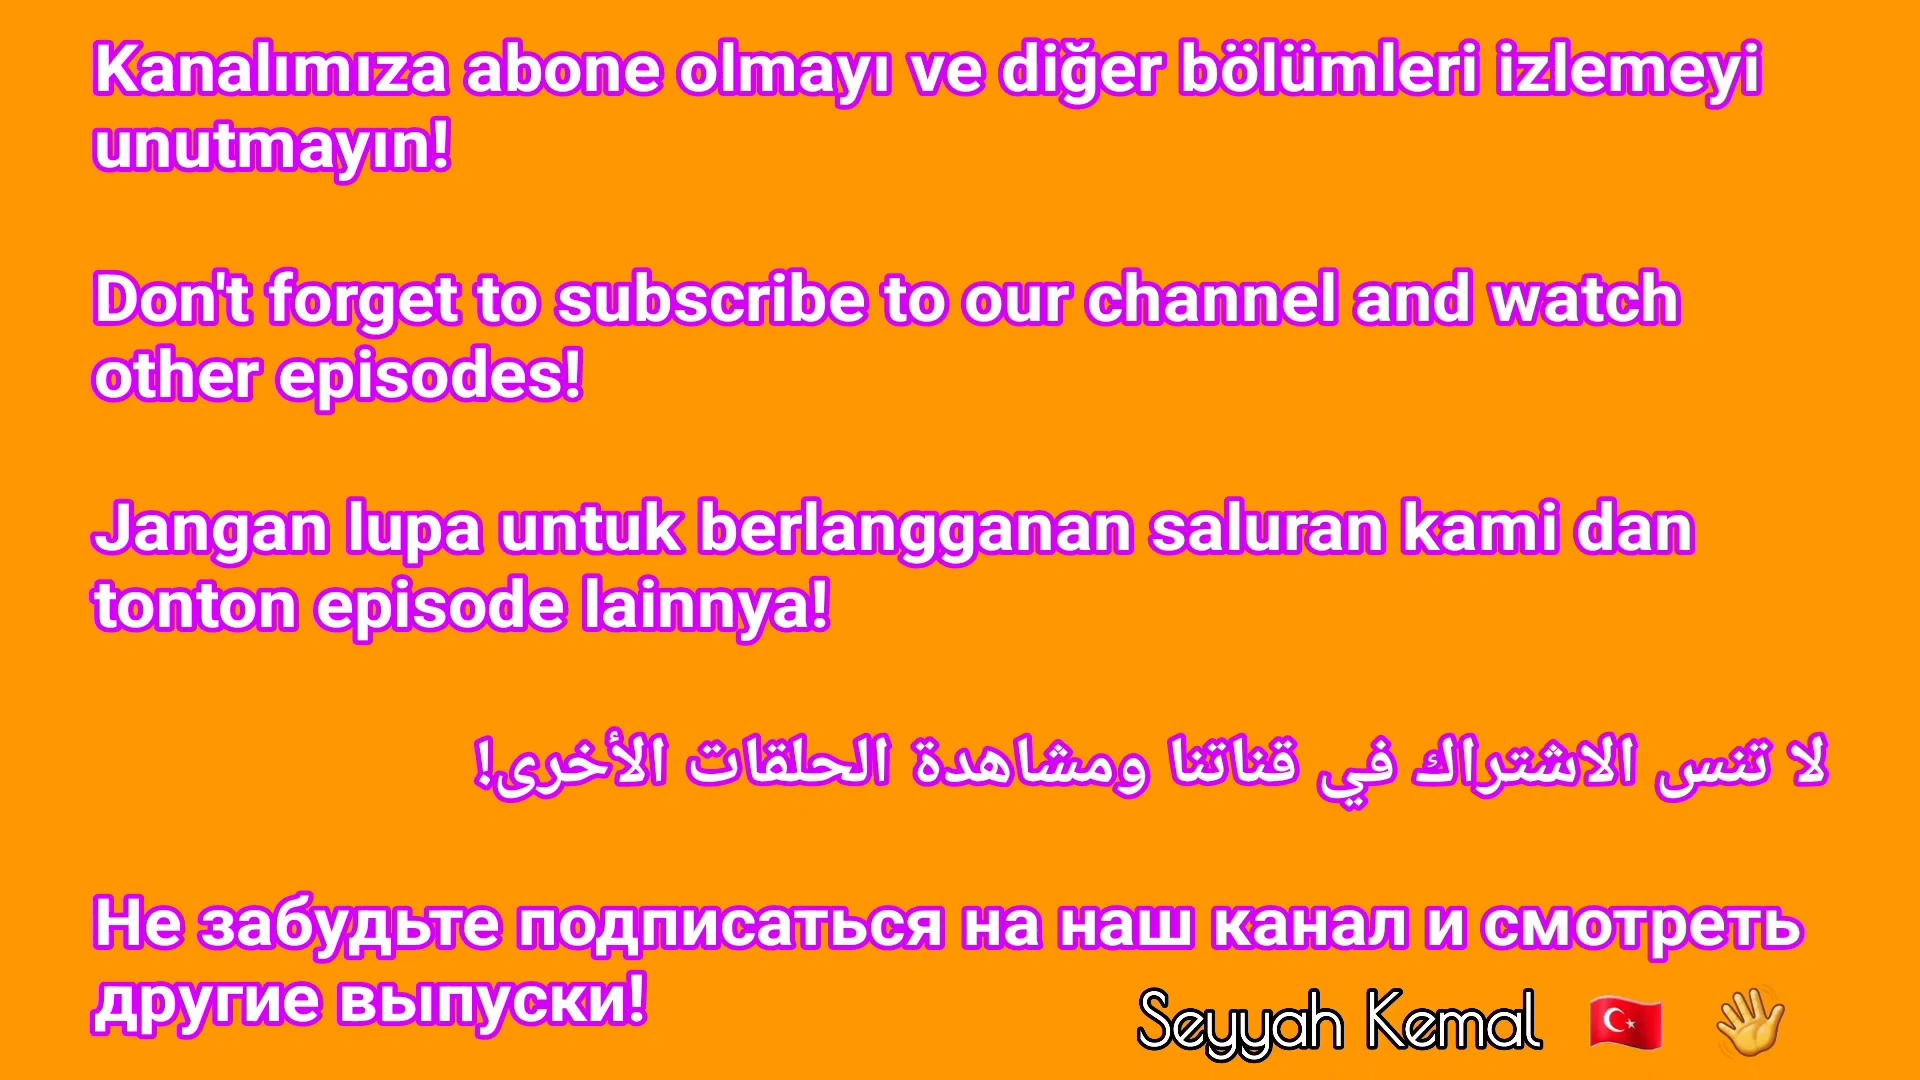 Kanalımıza abone olmayı ve diğer bölümleri izlemeyi
unutmayın!
Don't forget to subscribe to our channel and watch
other episodes!
Jangan lupa untuk berlangganan saluran kami dan
tonton episode lainnya!
لا تنس الاشتراك في قناتنا ومشاهدة الحلقات الأخرى!
Не забудьте подписаться на наш канал и смотреть
другие выпуски!
Seyyah Kemal 🇹🇷 👋